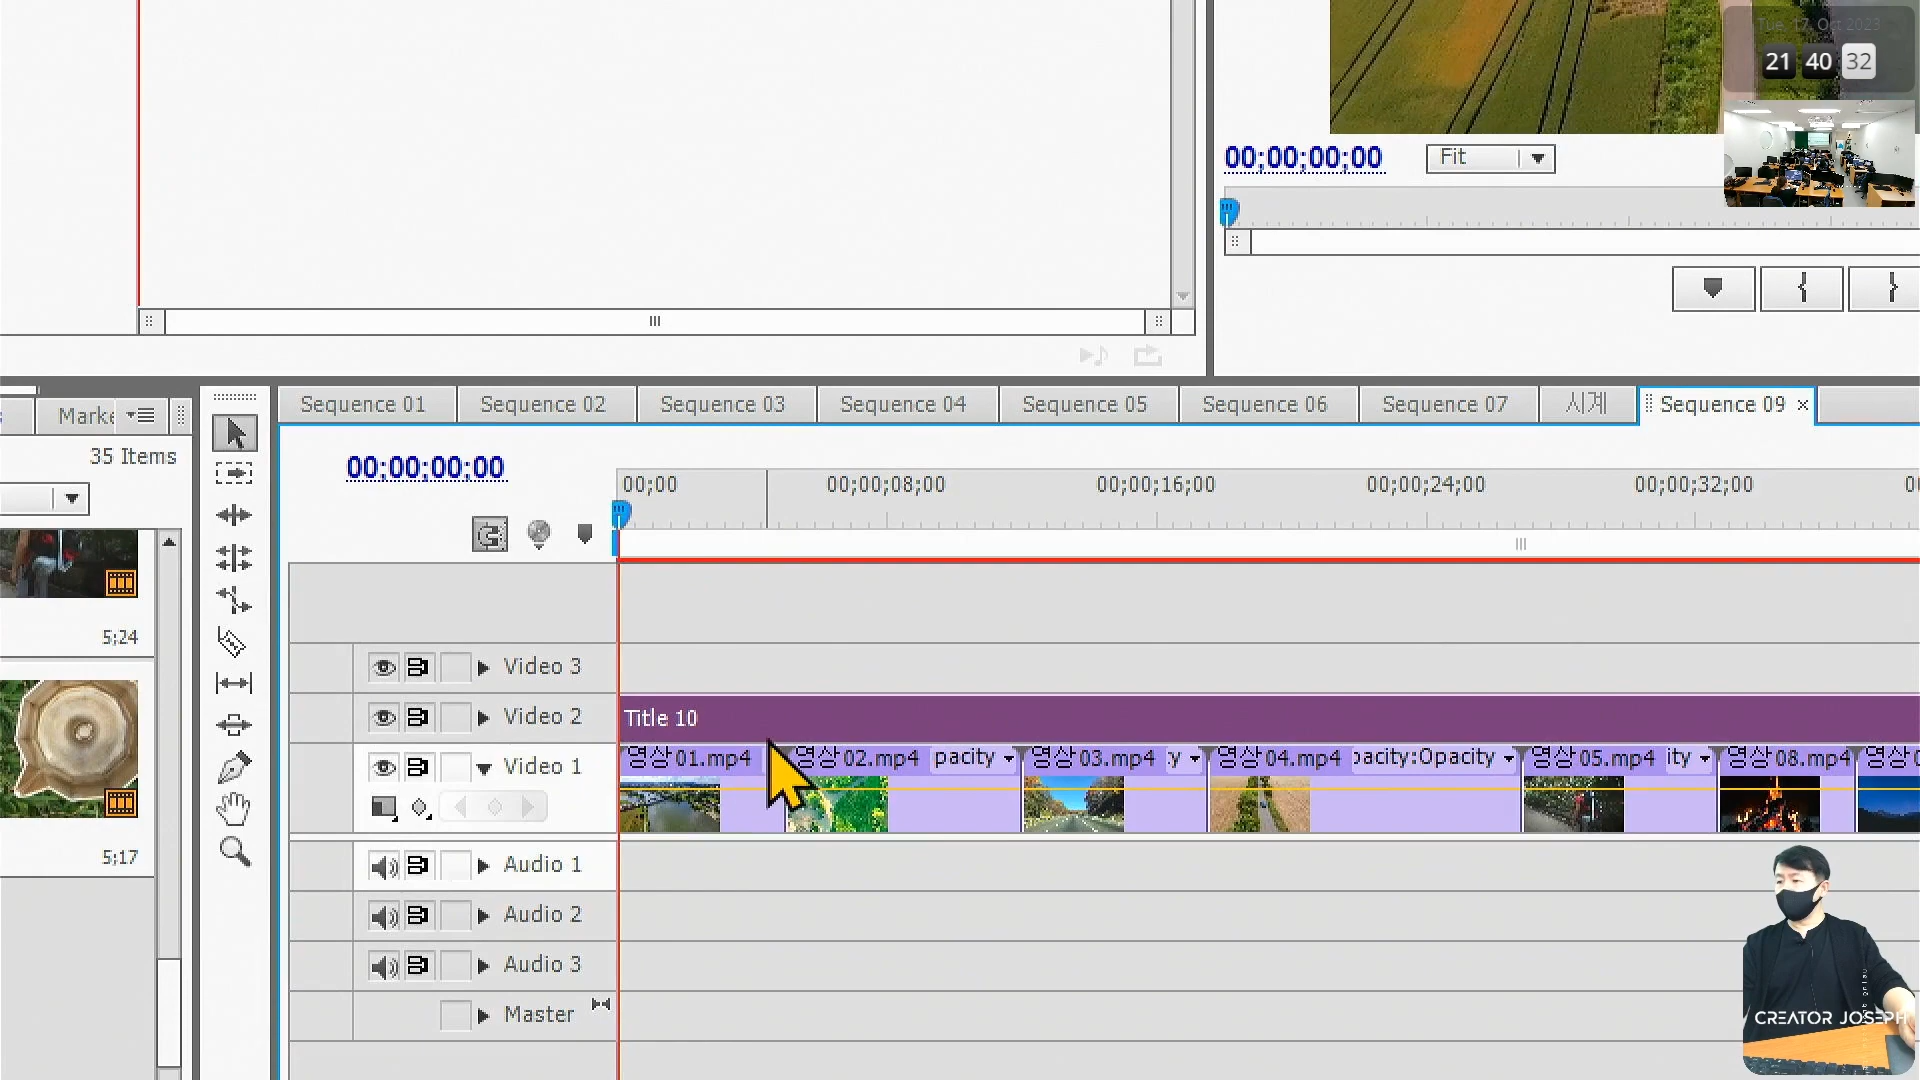 Tue, 17. Oct 2023
21 40 32
00;00;00;00
Fit
Marke
35 Items
Sequence 01
Sequence 02
Sequence 03
Sequence 04
Sequence 05
Sequence 06
Sequence 07
시계
Sequence 09
00;00;00;00
00;00
00;00;08;00
00;00;16;00
00;00;24;00
00;00;32;00
5;24
5;17
Video 3
Video 2
Title 10
Video 1
영상01.mp4
영상02.mp4 pacity
영상03.mp4 y
영상04.mp4 pacity:Opacity
영상05.mp4 ity
영상08.mp4
영상0
Audio 1
Audio 2
Audio 3
Master
CREATOR JOSEPH